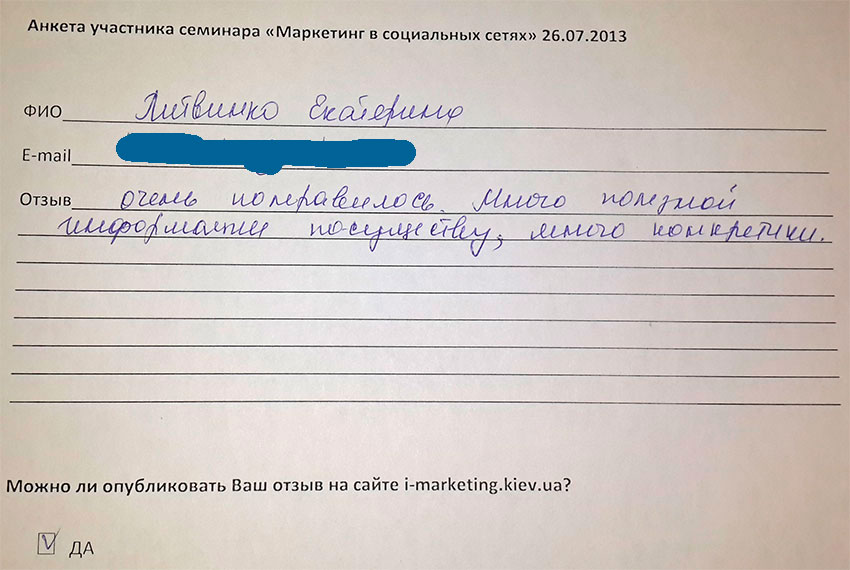 Анкета участника семинара «Маркетинг в социальных сетях» 26.07.2013
ФИО Литвинко Екатерина
E-mail
Отзыв очень понравилось. Много полезной
информации по-существу, много конкретики.
Можно ли опубликовать Ваш отзыв на сайте i-marketing.kiev.ua?
ДА